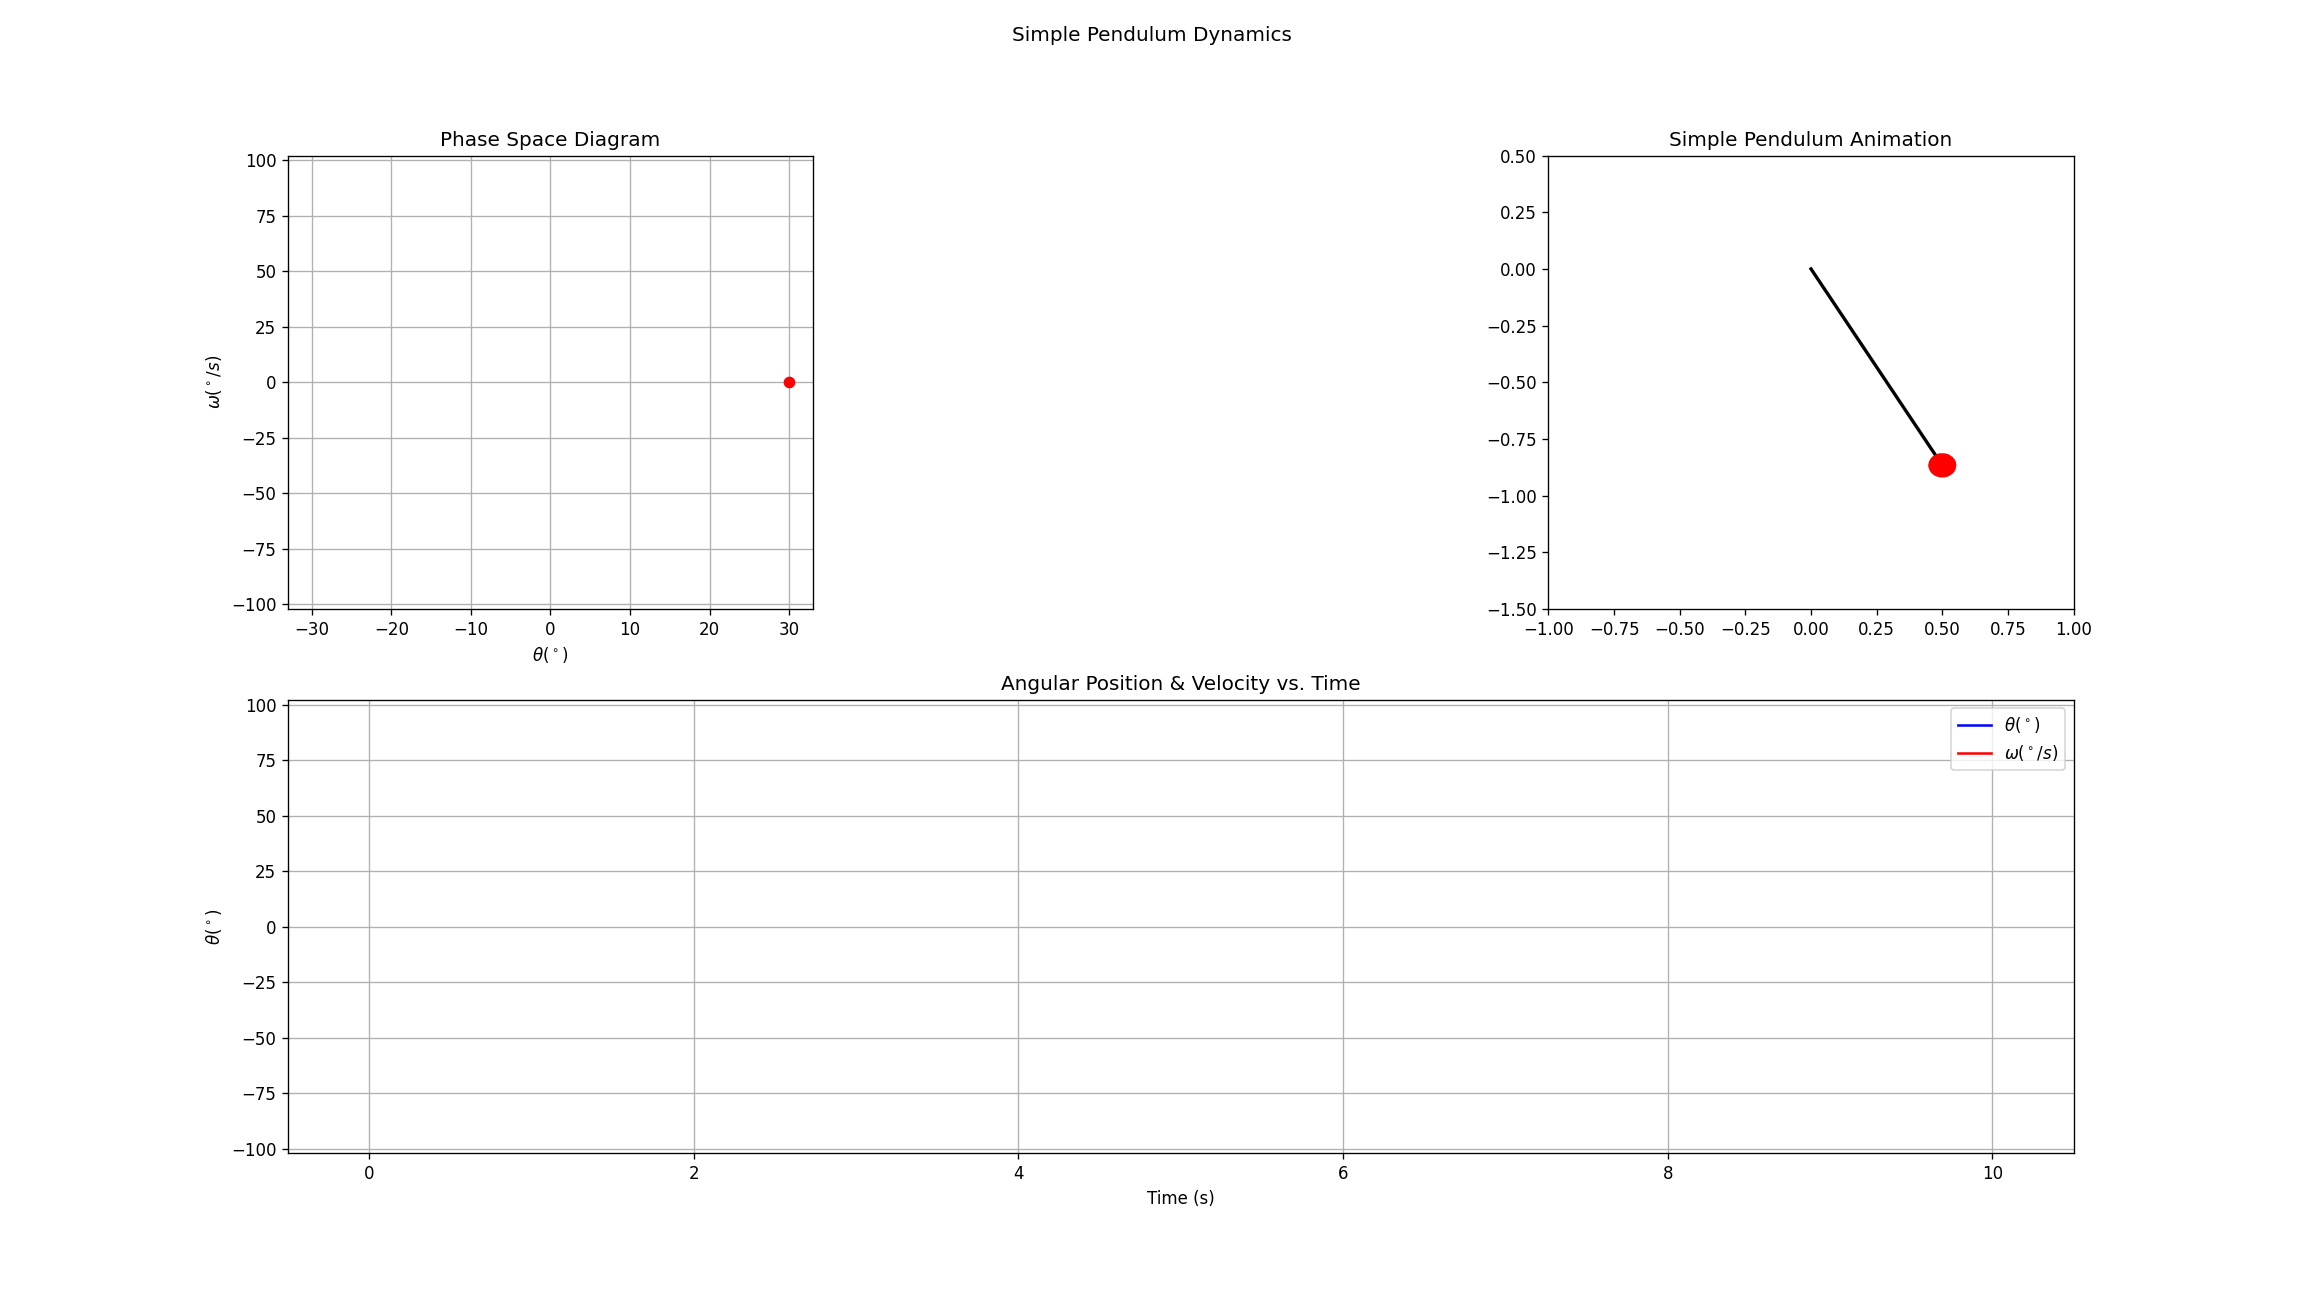 Simple Pendulum Dynamics
Phase Space Diagram
100
75
50
25
0
−25
−50
−75
−100
ω(°/s)
−30 −20 −10 0 10 20 30
θ(°)
Simple Pendulum Animation
0.50
0.25
0.00
−0.25
−0.50
−0.75
−1.00
−1.25
−1.50
−1.00 −0.75 −0.50 −0.25 0.00 0.25 0.50 0.75 1.00
Angular Position & Velocity vs. Time
100
75
50
25
0
−25
−50
−75
−100
θ(°)
θ(°)
ω(°/s)
0 2 4 6 8 10
Time (s)